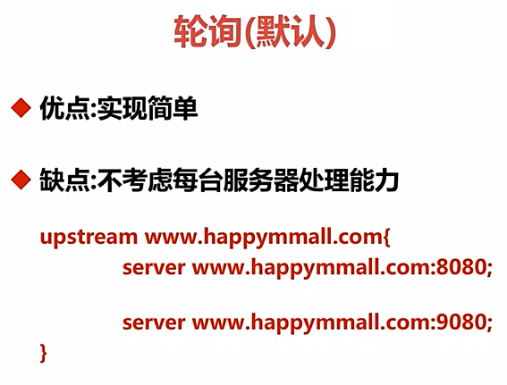 轮询(默认)
优点:实现简单
缺点:不考虑每台服务器处理能力
upstream www.happymmall.com{
server www.happymmall.com:8080;
server www.happymmall.com:9080;
}